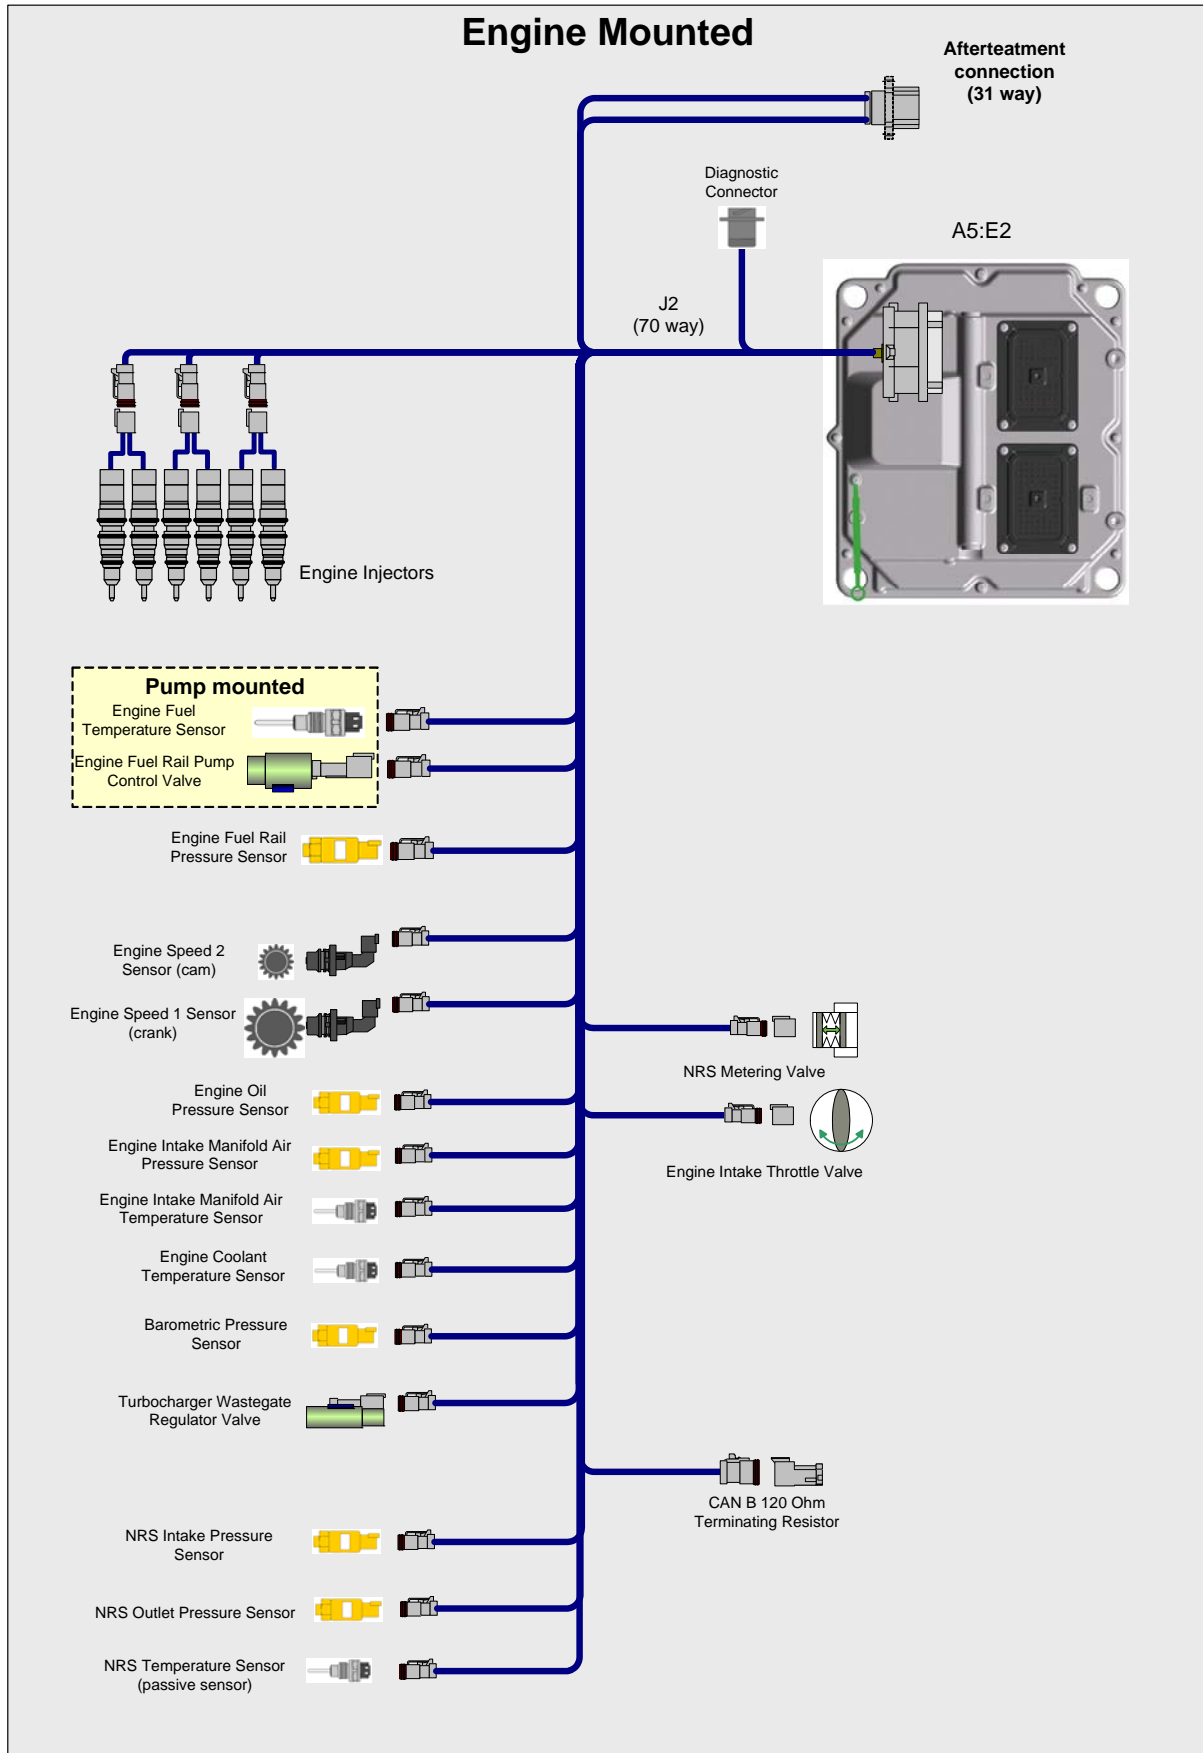 Engine Mounted
Afterteatment
connection
(31 way)
Diagnostic
Connector
A5:E2
J2
(70 way)
Engine Injectors
Pump mounted
Engine Fuel
Temperature Sensor
Engine Fuel Rail Pump
Control Valve
Engine Fuel Rail
Pressure Sensor
Engine Speed 2
Sensor (cam)
Engine Speed 1 Sensor
(crank)
NRS Metering Valve
Engine Oil
Pressure Sensor
Engine Intake Manifold Air
Pressure Sensor
Engine Intake Throttle Valve
Engine Intake Manifold Air
Temperature Sensor
Engine Coolant
Temperature Sensor
Barometric Pressure
Sensor
Turbocharger Wastegate
Regulator Valve
CAN B 120 Ohm
Terminating Resistor
NRS Intake Pressure
Sensor
NRS Outlet Pressure Sensor
NRS Temperature Sensor
(passive sensor)